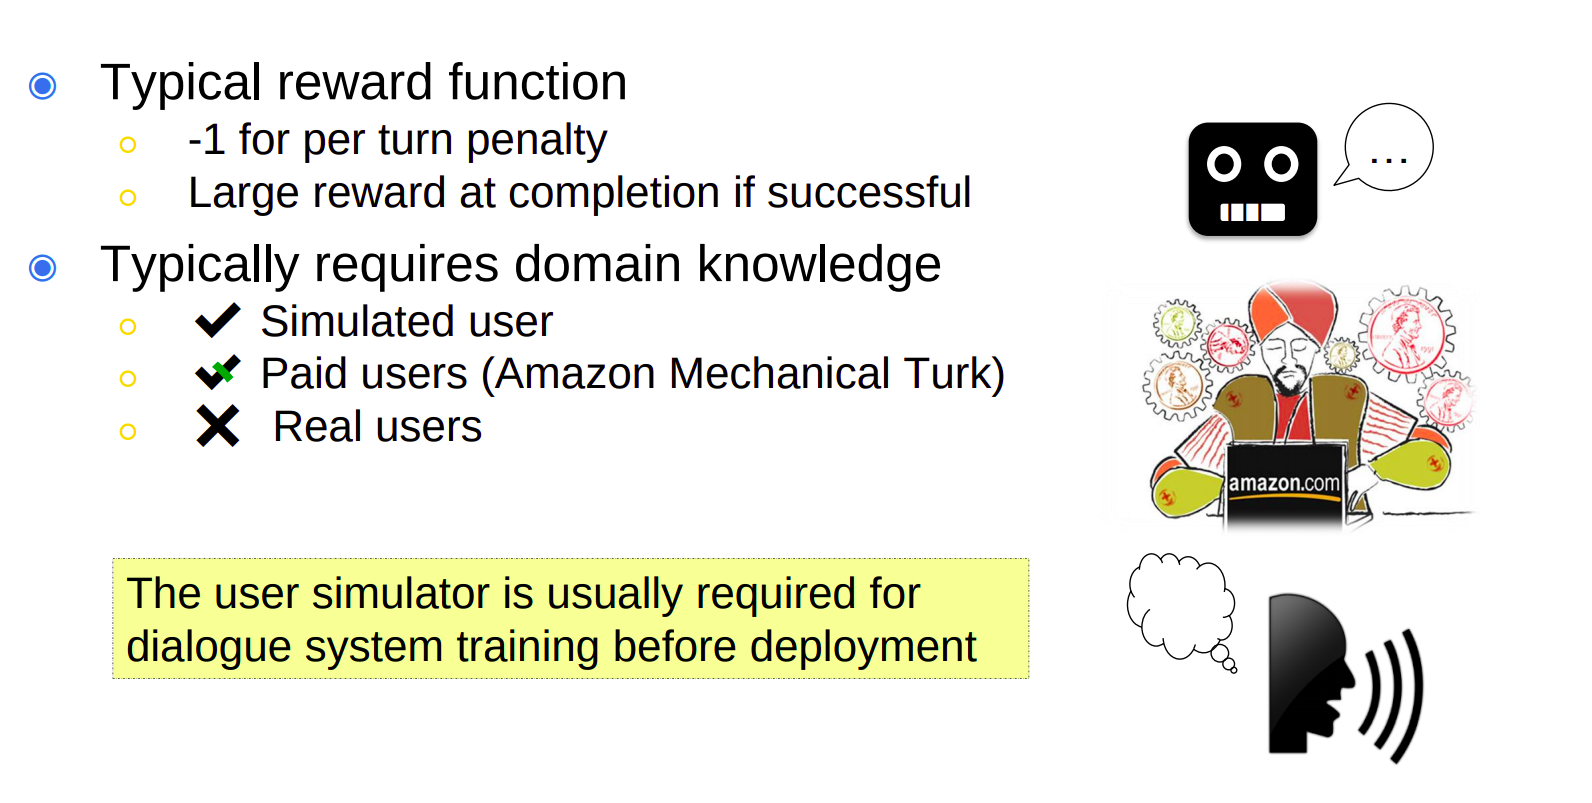 Typical reward function
-1 for per turn penalty
Large reward at completion if successful
Typically requires domain knowledge
✔ Simulated user
Paid users (Amazon Mechanical Turk)
✖ Real users
The user simulator is usually required for
dialogue system training before deployment
...
amazon.com